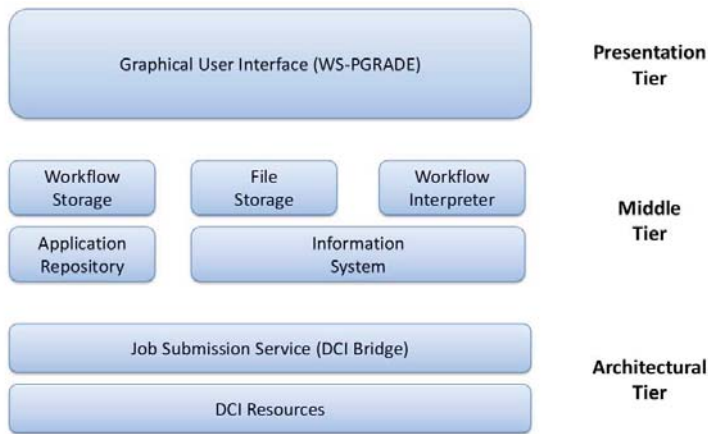 Graphical User Interface (WS-PGRADE)
Presentation
Tier
Workflow
Storage
File
Storage
Workflow
Interpreter
Application
Repository
Information
System
Middle
Tier
Job Submission Service (DCI Bridge)
DCI Resources
Architectural
Tier